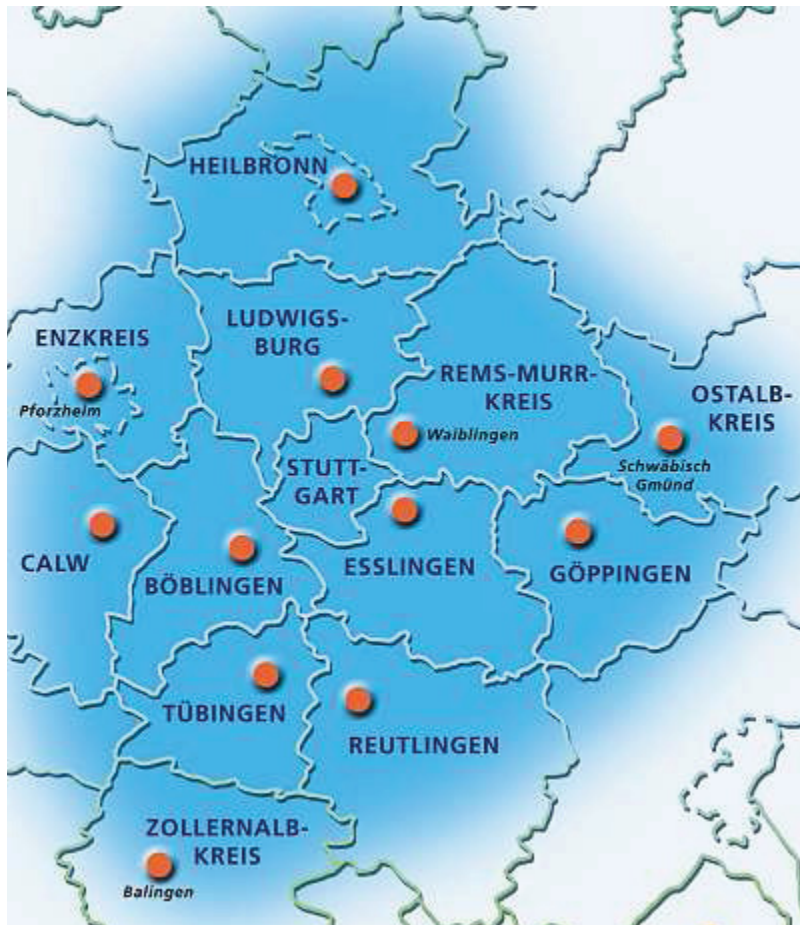 HEILBRONN
LUDWIGS-
BURG
ENZKREIS
Pforzheim
REMS-MURR-
KREIS
Waiblingen
OSTALB-
KREIS
Schwäbisch
Gmünd
STUTT-
GART
CALW
BÖBLINGEN
ESSLINGEN
GÖPPINGEN
TÜBINGEN
REUTLINGEN
ZOLLERNALB-
KREIS
Balingen